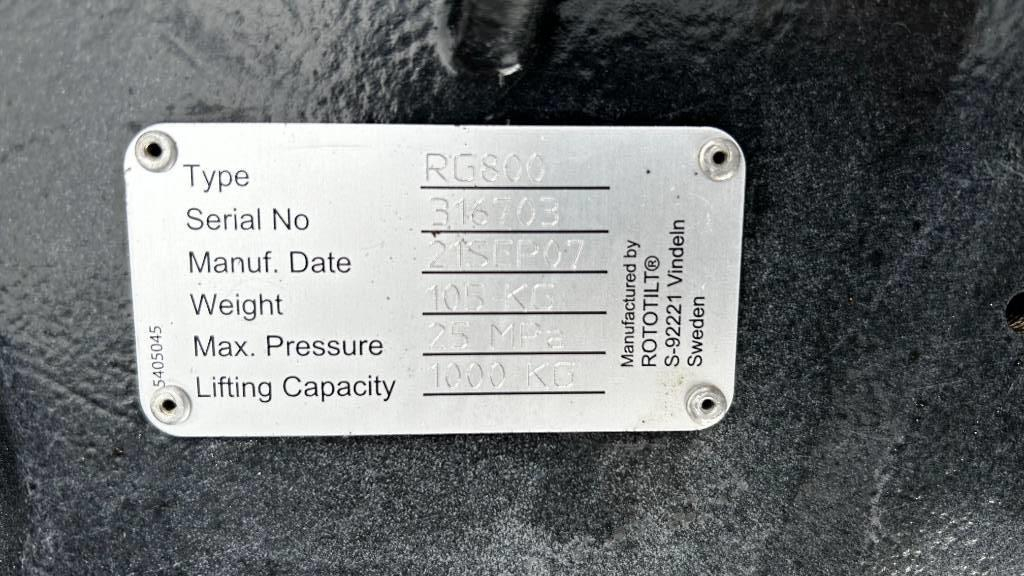 Type RG800
Serial No 316703
Manuf. Date 21SEP07
Weight 105 KG
Max. Pressure 25 MPa
Lifting Capacity 1000 KG
5405045
Manufactured by
ROTOTILT®
S-92221 Vindeln
Sweden